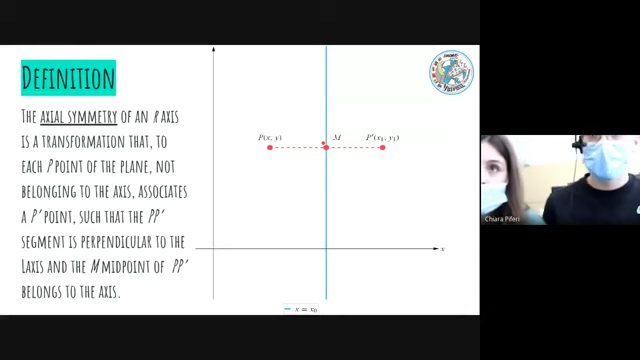 DEFINITION
THE AXIAL SYMMETRY OF AN R AXIS
IS A TRANSFORMATION THAT, TO
EACH P POINT OF THE PLANE, NOT
BELONGING TO THE AXIS, ASSOCIATES
A P' POINT, SUCH THAT THE PP'
SEGMENT IS PERPENDICULAR TO THE
LAXIS AND THE M MIDPOINT OF PP'
BELONGS TO THE AXIS.
P(x; y)
M
P'(x₁; y₁)
x
x = x₀
Chiara Piferi